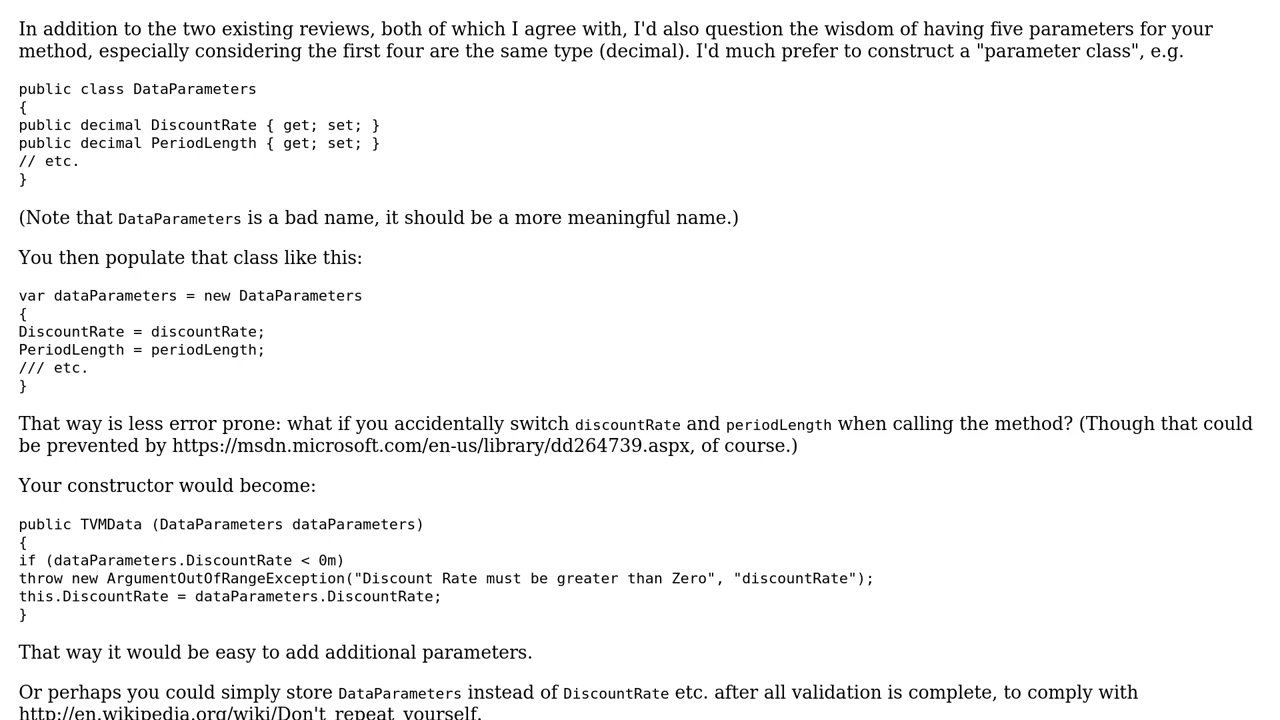 In addition to the two existing reviews, both of which I agree with, I'd also question the wisdom of having five parameters for your
method, especially considering the first four are the same type (decimal). I'd much prefer to construct a "parameter class", e.g.
public class DataParameters
{
public decimal DiscountRate { get; set; }
public decimal PeriodLength { get; set; }
// etc.
}
(Note that DataParameters is a bad name, it should be a more meaningful name.)
You then populate that class like this:
var dataParameters = new DataParameters
{
DiscountRate = discountRate;
PeriodLength = periodLength;
/// etc.
}
That way is less error prone: what if you accidentally switch discountRate and periodLength when calling the method? (Though that could
be prevented by https://msdn.microsoft.com/en-us/library/dd264739.aspx, of course.)
Your constructor would become:
public TVMData (DataParameters dataParameters)
{
if (dataParameters.DiscountRate < 0m)
throw new ArgumentOutOfRangeException("Discount Rate must be greater than Zero", "discountRate");
this.DiscountRate = dataParameters.DiscountRate;
}
That way it would be easy to add additional parameters.
Or perhaps you could simply store DataParameters instead of DiscountRate etc. after all validation is complete, to comply with
http://en.wikipedia.org/wiki/Don't_repeat_yourself.